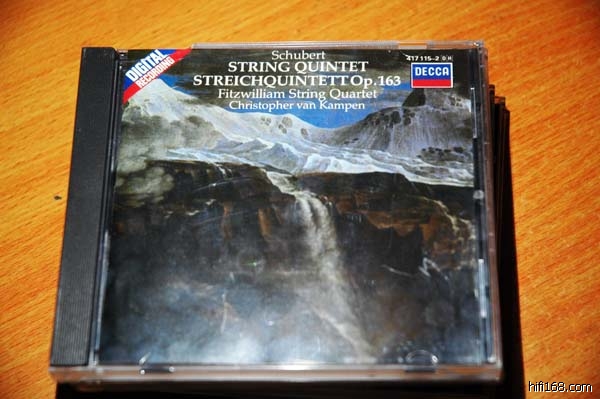 DIGITAL
RECORDING
Schubert
STRING QUINTET
STREICHQUINTETT Op.163
Fitzwilliam String Quartet
Christopher van Kampen
417 115-2 DH
DECCA
hifi168.com